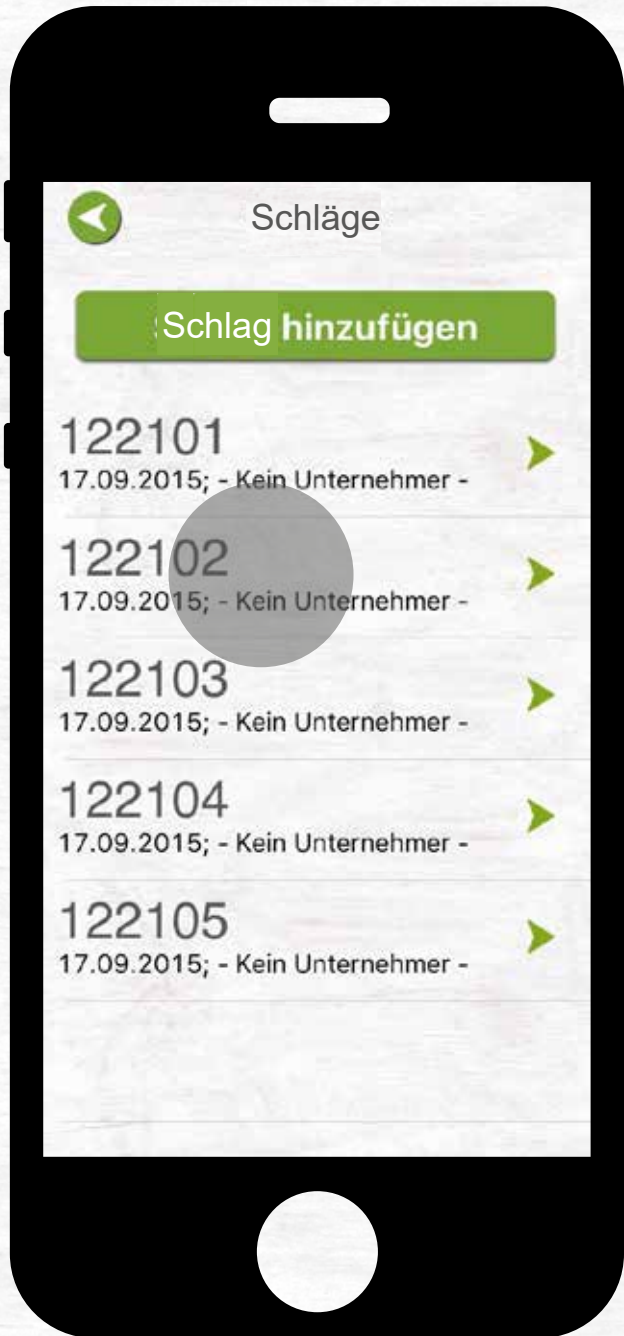 Schläge
Schlag hinzufügen
122101
17.09.2015; - Kein Unternehmer -
122102
17.09.2015; - Kein Unternehmer -
122103
17.09.2015; - Kein Unternehmer -
122104
17.09.2015; - Kein Unternehmer -
122105
17.09.2015; - Kein Unternehmer -